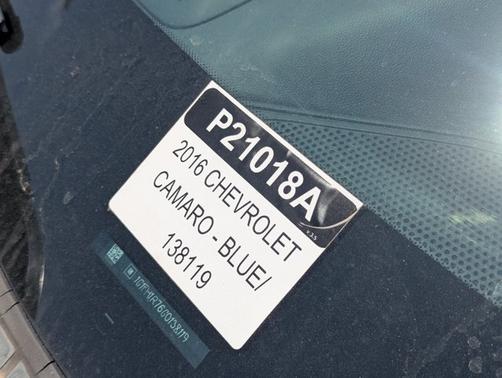 P21018A
2016 CHEVROLET
CAMARO - BLUE/
138119